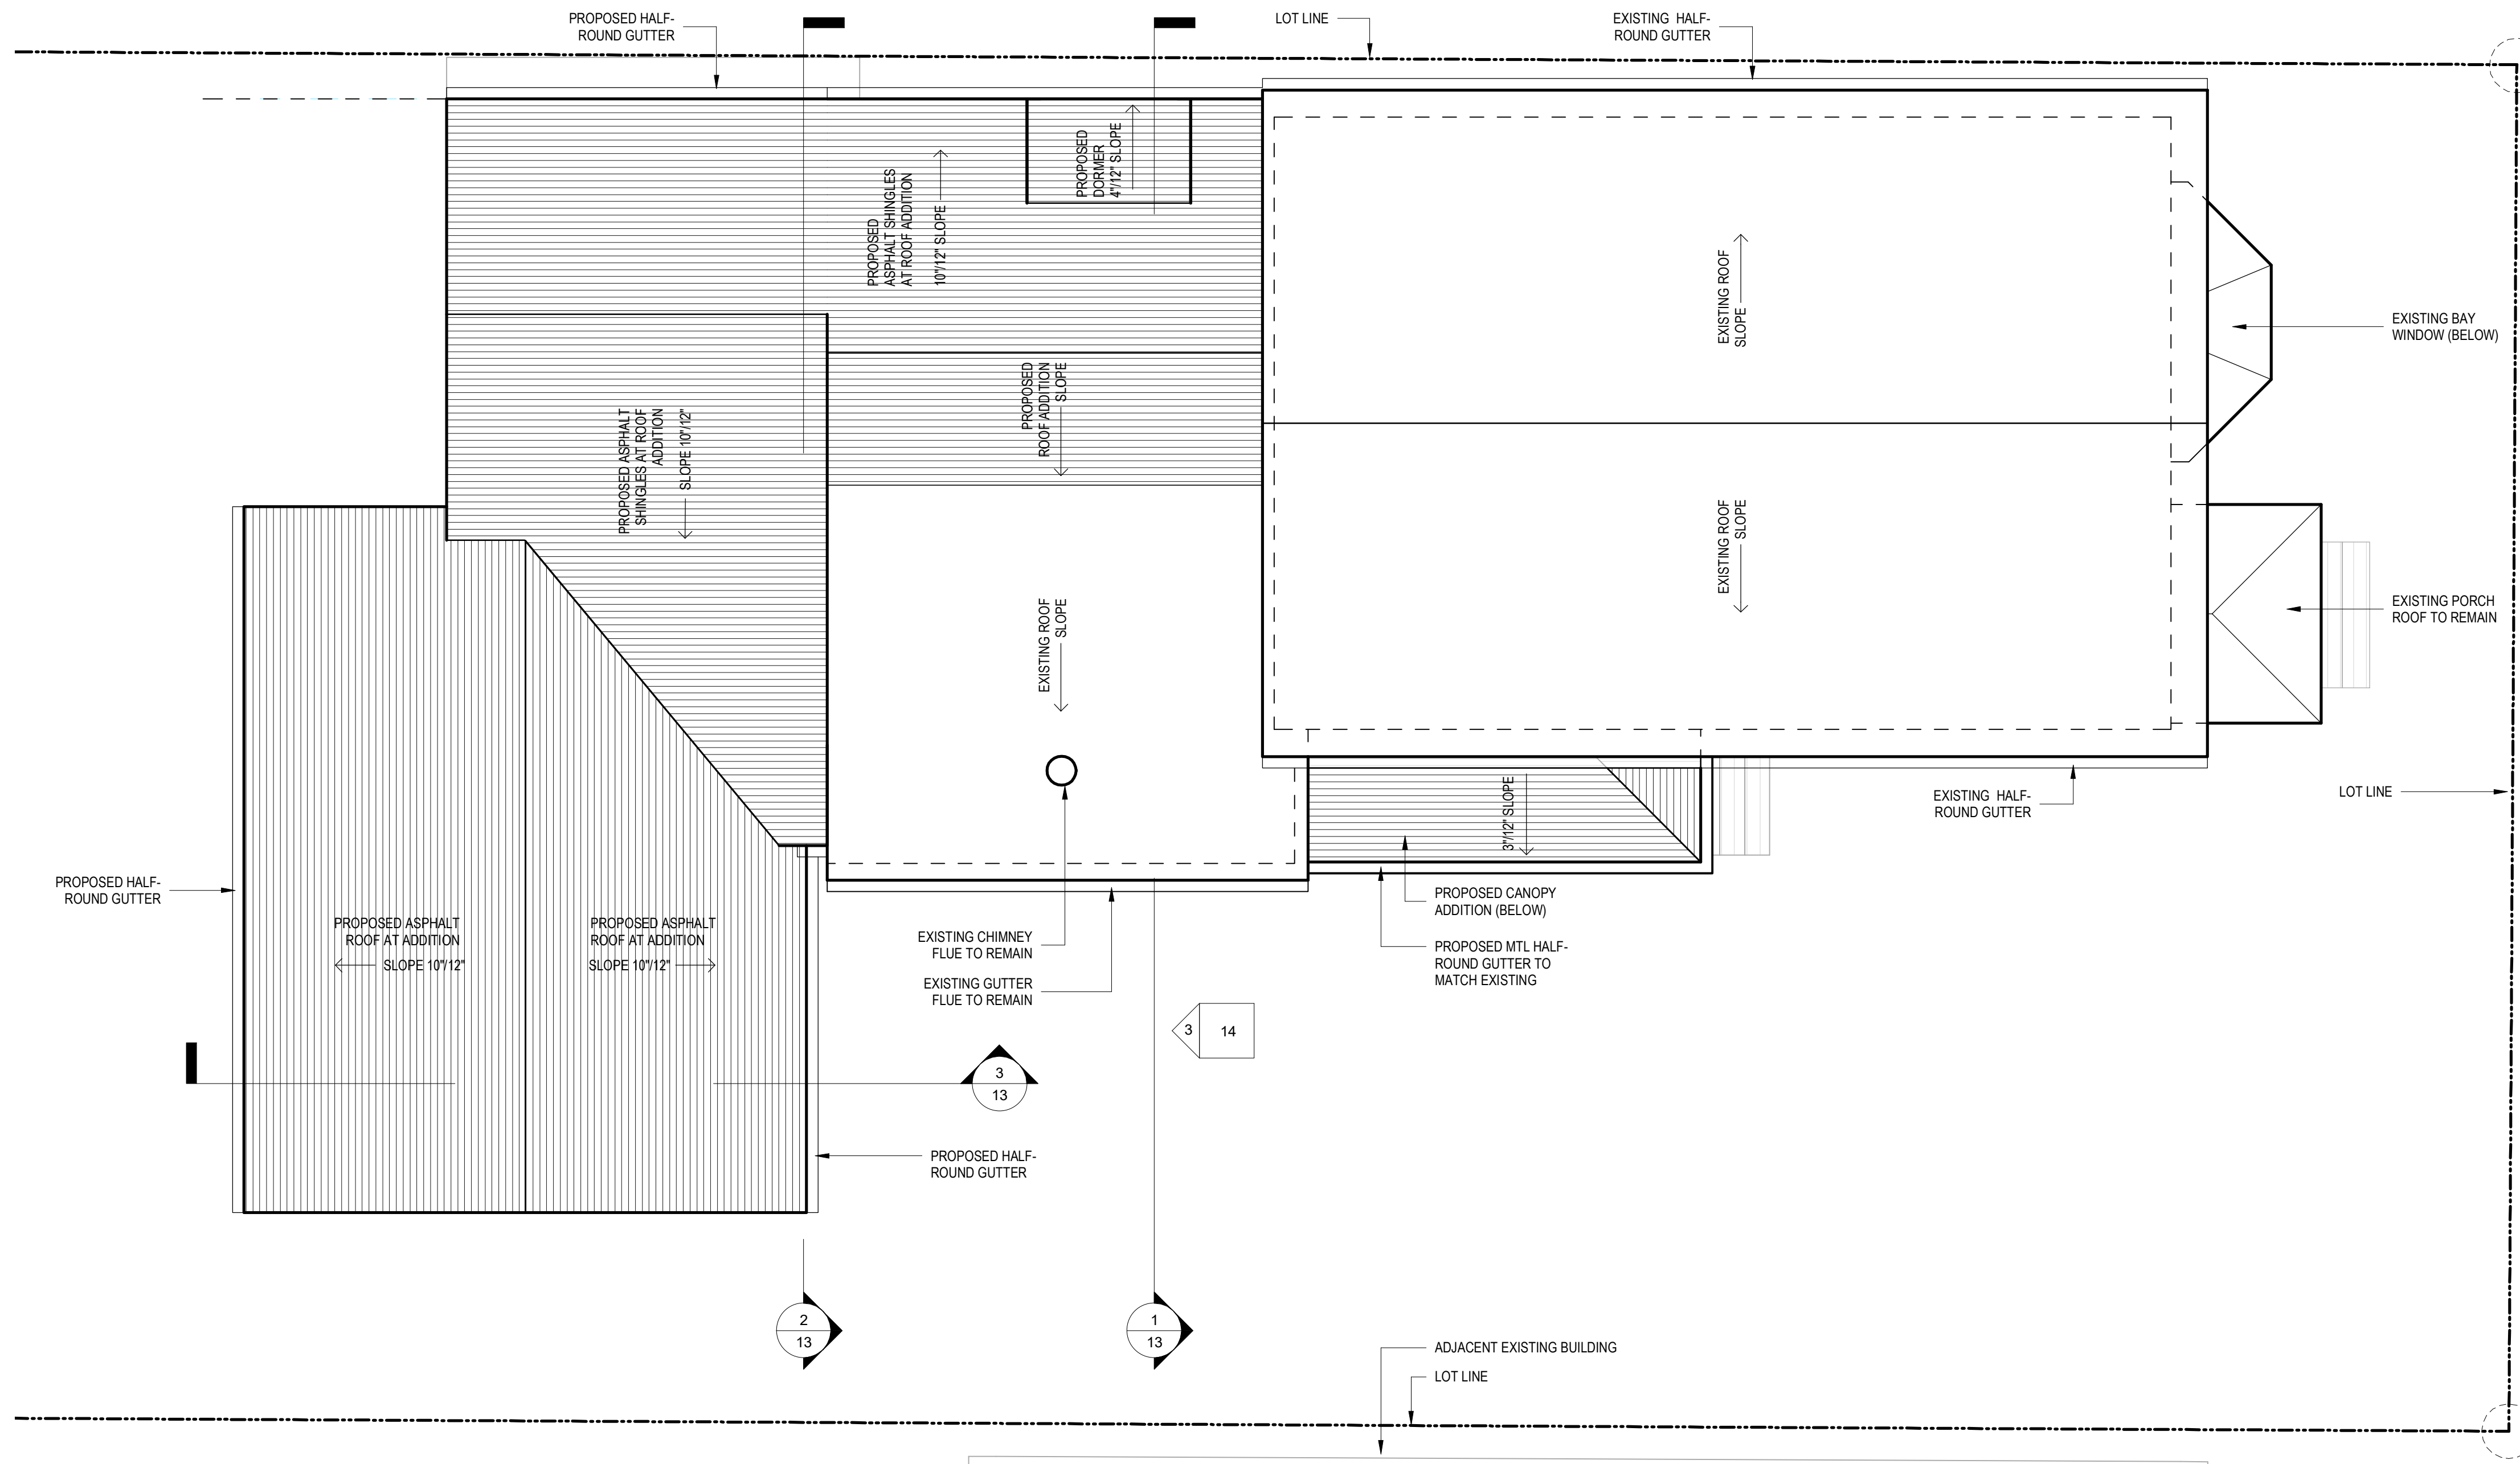 PROPOSED HALF-
ROUND GUTTER
LOT LINE
EXISTING HALF-
ROUND GUTTER
PROPOSED
DORMER
4"/12" SLOPE
PROPOSED
ASPHALT SHINGLES
AT ROOF ADDITION
10"/12" SLOPE
EXISTING ROOF
SLOPE
EXISTING BAY
WINDOW (BELOW)
PROPOSED
ROOF ADDITION
SLOPE
PROPOSED ASPHALT
SHINGLES AT ROOF
ADDITION
SLOPE 10"/12"
EXISTING ROOF
SLOPE
EXISTING ROOF
SLOPE
EXISTING PORCH
ROOF TO REMAIN
3"/12" SLOPE
EXISTING HALF-
ROUND GUTTER
LOT LINE
PROPOSED HALF-
ROUND GUTTER
PROPOSED ASPHALT
ROOF AT ADDITION
SLOPE 10"/12"
PROPOSED ASPHALT
ROOF AT ADDITION
SLOPE 10"/12"
EXISTING CHIMNEY
FLUE TO REMAIN
EXISTING GUTTER
FLUE TO REMAIN
PROPOSED CANOPY
ADDITION (BELOW)
PROPOSED MTL HALF-
ROUND GUTTER TO
MATCH EXISTING
3 14
3
13
PROPOSED HALF-
ROUND GUTTER
2
13
1
13
ADJACENT EXISTING BUILDING
LOT LINE